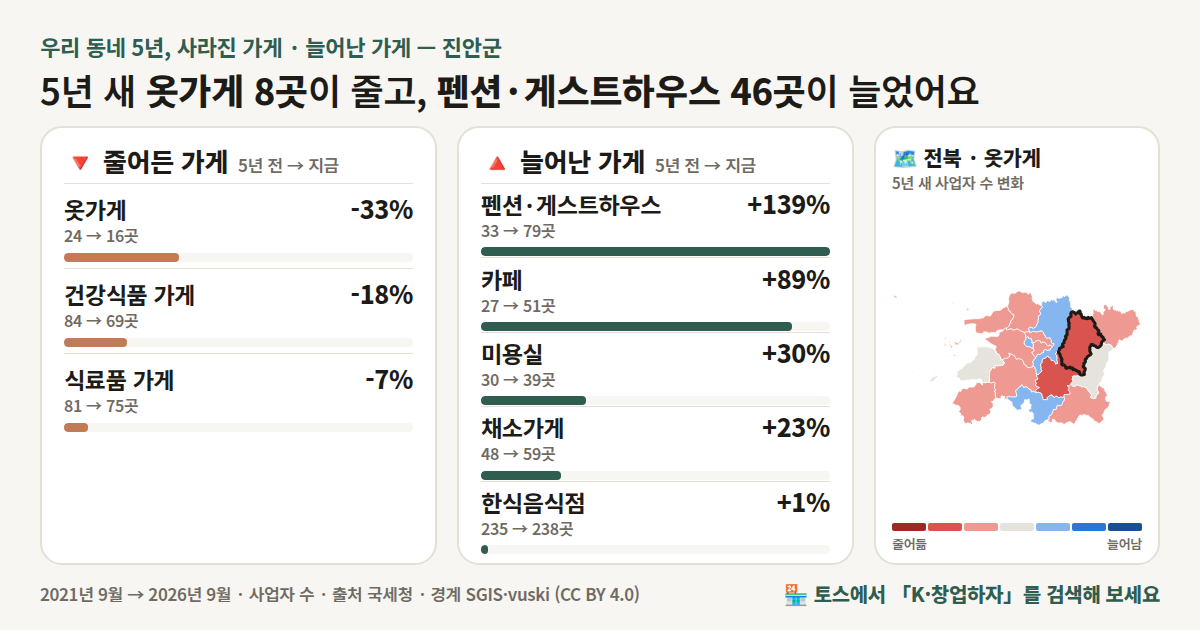 우리 동네 5년, 사라진 가게 · 늘어난 가게 — 진안군
5년 새 옷가게 8곳이 줄고, 펜션·게스트하우스 46곳이 늘었어요
🔻 줄어든 가게 5년 전 → 지금
옷가게 -33%
24 → 16곳
건강식품 가게 -18%
84 → 69곳
식료품 가게 -7%
81 → 75곳
🔺 늘어난 가게 5년 전 → 지금
펜션·게스트하우스 +139%
33 → 79곳
카페 +89%
27 → 51곳
미용실 +30%
30 → 39곳
채소가게 +23%
48 → 59곳
한식음식점 +1%
235 → 238곳
🗺️ 전북 · 옷가게
5년 새 사업자 수 변화
줄어듦 늘어남
2021년 9월 → 2026년 9월 · 사업자 수 · 출처 국세청 · 경계 SGIS·vuski (CC BY 4.0)
🏪 토스에서 「K·창업하자」를 검색해 보세요